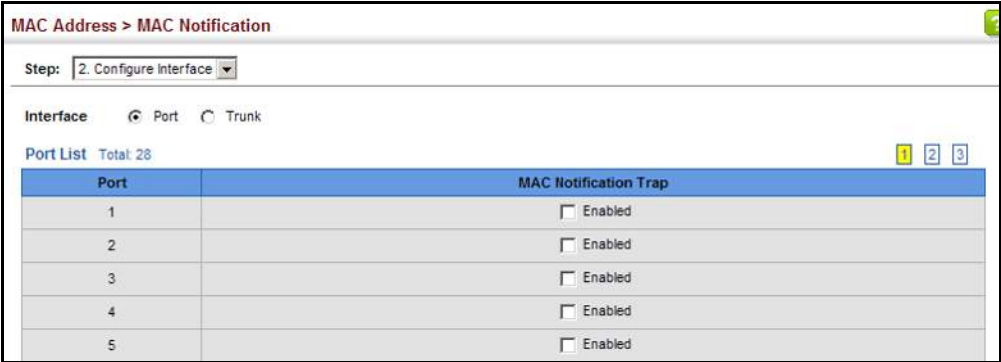 MAC Address > MAC Notification
?
Step: 2. Configure Interface
Interface Port Trunk
Port List Total: 28 1 2 3
Port MAC Notification Trap
1 Enabled
2 Enabled
3 Enabled
4 Enabled
5 Enabled